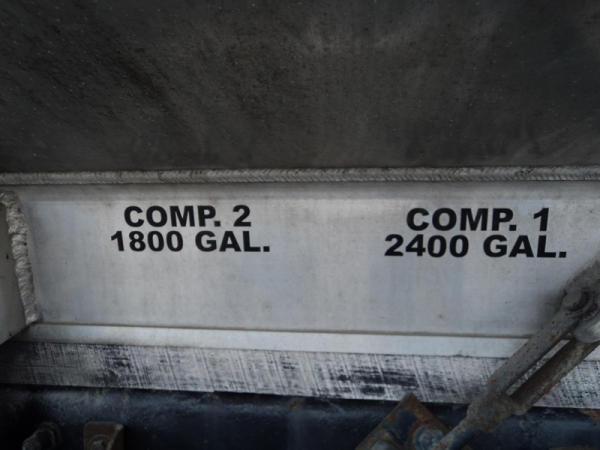 COMP. 2
1800 GAL.
COMP. 1
2400 GAL.